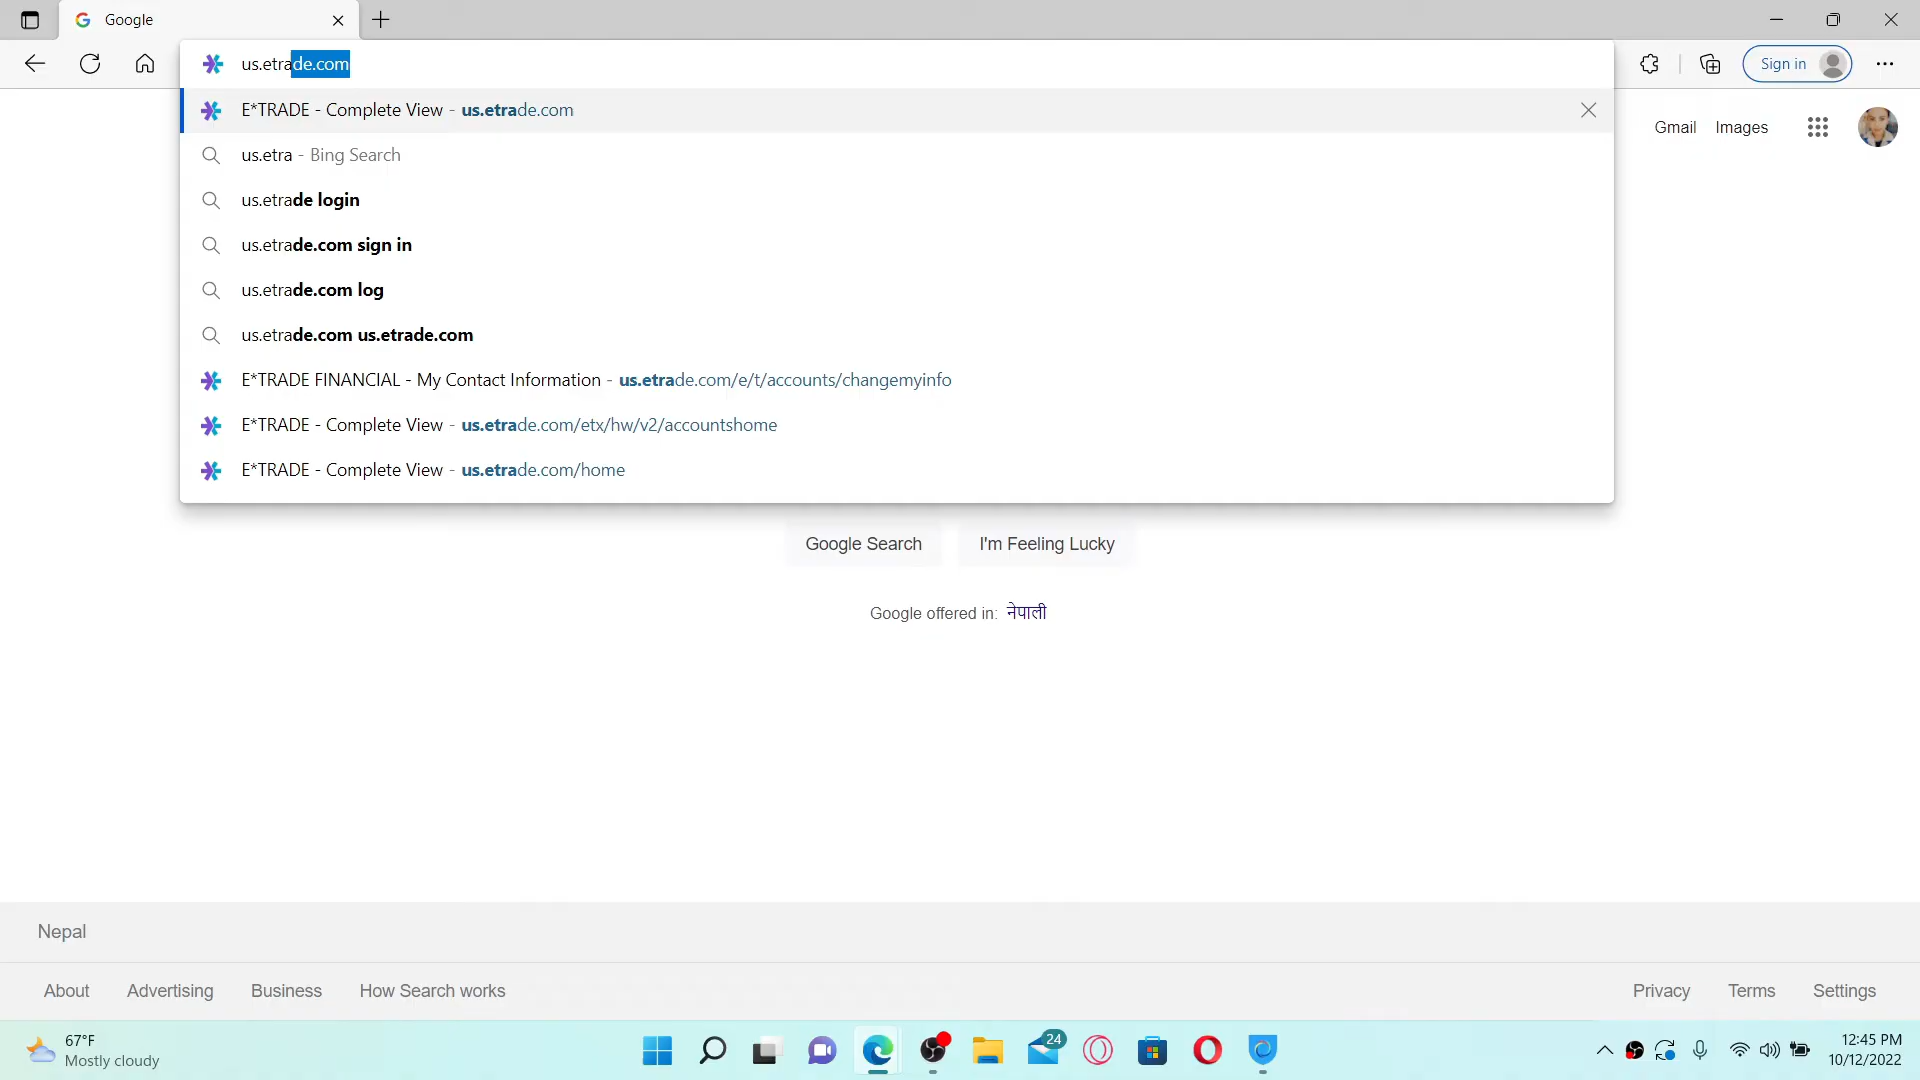 Google
us.etrade.com
Sign in
E*TRADE - Complete View - us.etrade.com
us.etra - Bing Search
us.etrade login
us.etrade.com sign in
us.etrade.com log
us.etrade.com us.etrade.com
E*TRADE FINANCIAL - My Contact Information - us.etrade.com/e/t/accounts/changemyinfo
E*TRADE - Complete View - us.etrade.com/etx/hw/v2/accountshome
E*TRADE - Complete View - us.etrade.com/home
Gmail Images
Google Search I'm Feeling Lucky
Google offered in: नेपाली
Nepal
About Advertising Business How Search works Privacy Terms Settings
67°F
Mostly cloudy
24
12:45 PM
10/12/2022